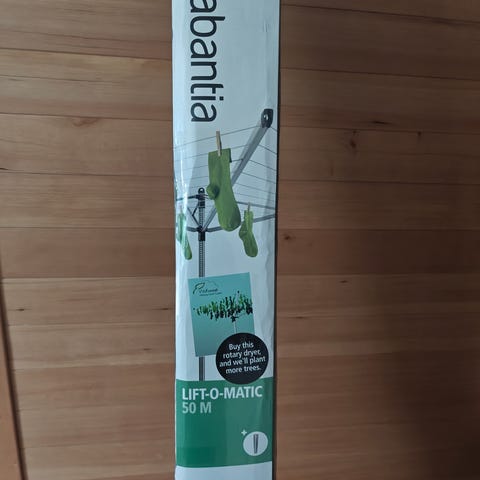 abantia
Buy this
rotary dryer,
and we'll plant
more trees.
LIFT-O-MATIC
50 M
+